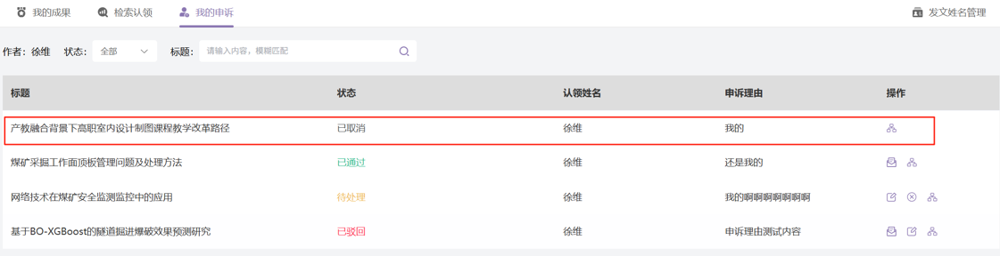 我的成果 检索认领 我的申诉 发文姓名管理
作者：徐维 状态： 全部 标题： 请输入内容，模糊匹配
标题 状态 认领姓名 申诉理由 操作
产教融合背景下高职室内设计制图课程教学改革路径 已取消 徐维 我的
煤矿采掘工作面顶板管理问题及处理方法 已通过 徐维 还是我的
网络技术在煤矿安全监测监控中的应用 待处理 徐维 我的啊啊啊啊啊啊啊
基于BO-XGBoost的隧道掘进爆破效果预测研究 已驳回 徐维 申诉理由测试内容